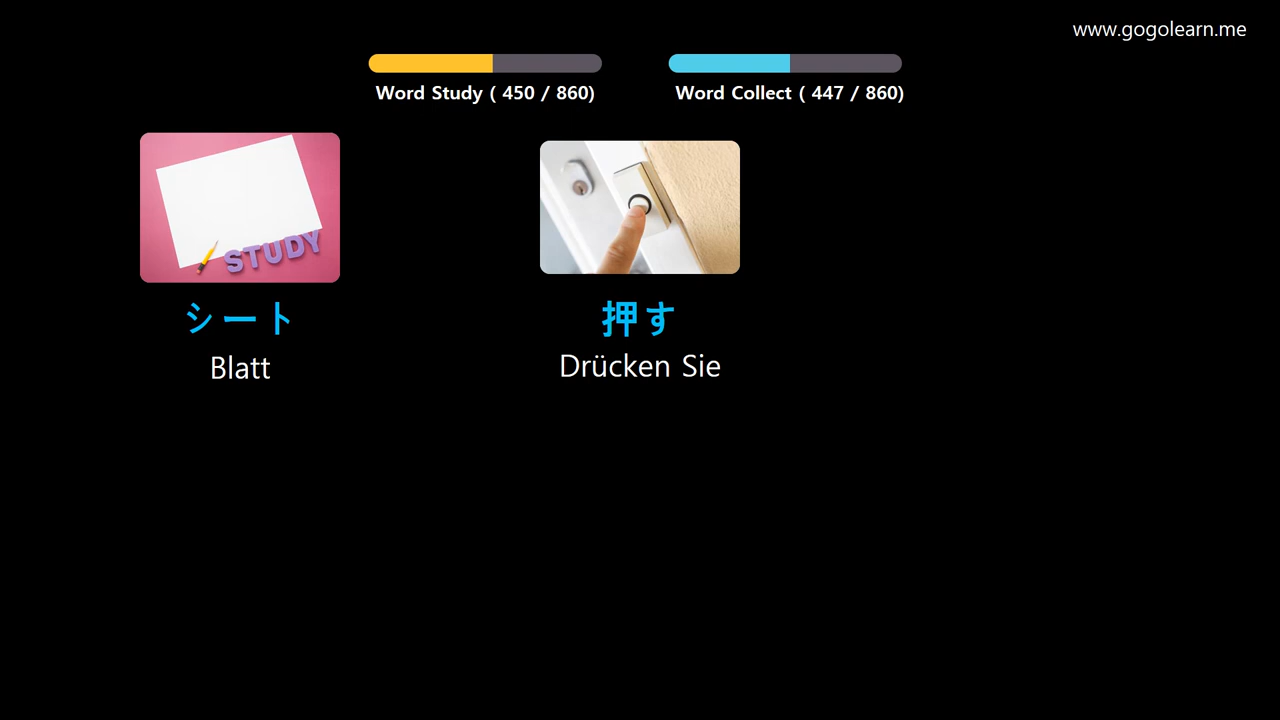 www.gogolearn.me
Word Study ( 450 / 860)
Word Collect ( 447 / 860)
STUDY
シート
Blatt
押す
Drücken Sie